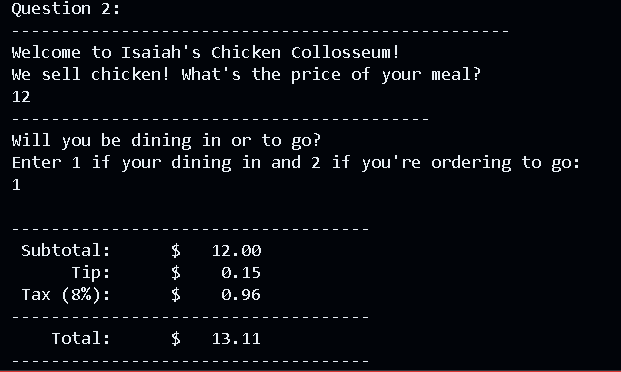 Question 2:
--------------------------------------------------
Welcome to Isaiah's Chicken Collosseum!
We sell chicken! What's the price of your meal?
12
------------------------------------------
Will you be dining in or to go?
Enter 1 if your dining in and 2 if you're ordering to go:
1
------------------------------------
Subtotal:      $   12.00
Tip:      $    0.15
Tax (8%):      $    0.96
------------------------------------
Total:      $   13.11
------------------------------------